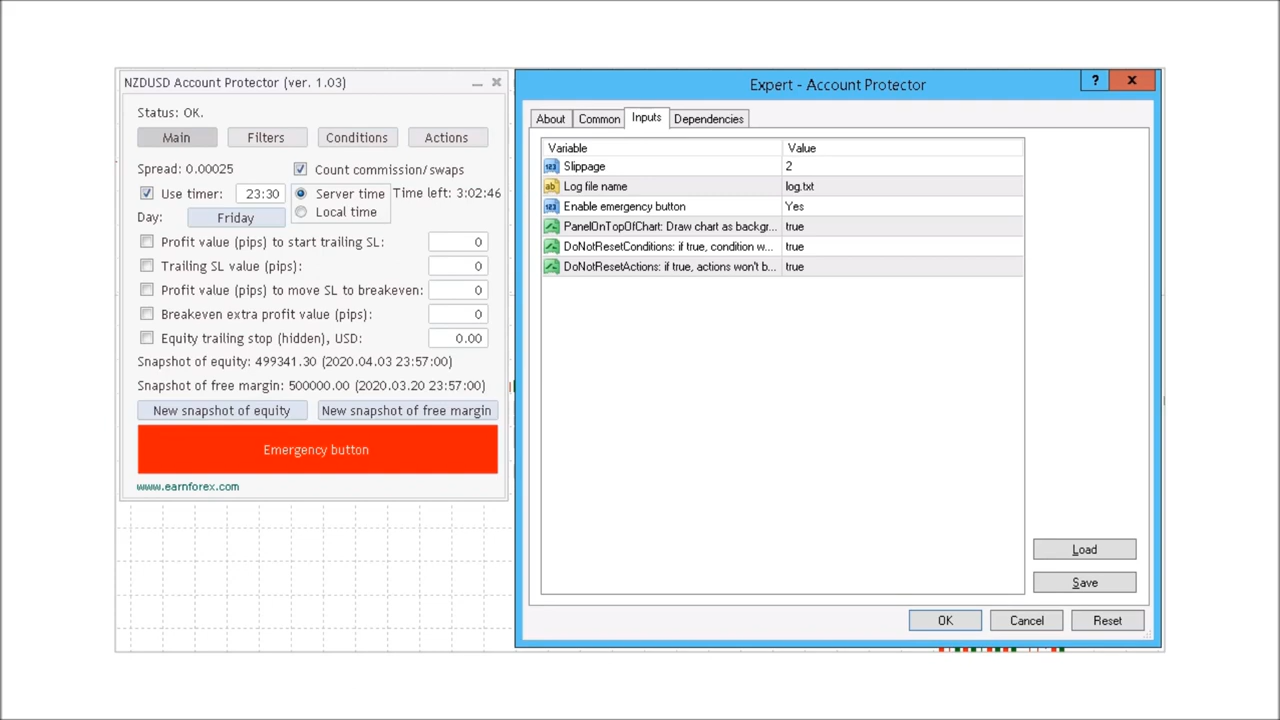 NZDUSD Account Protector (ver. 1.03)
Status: OK.
Main Filters Conditions Actions
Spread: 0.00025 Count commission/swaps
Use timer: 23:30 Server time Time left: 3:02:46
Local time
Day: Friday
Profit value (pips) to start trailing SL: 0
Trailing SL value (pips): 0
Profit value (pips) to move SL to breakeven: 0
Breakeven extra profit value (pips): 0
Equity trailing stop (hidden), USD: 0.00
Snapshot of equity: 499341.30 (2020.04.03 23:57:00)
Snapshot of free margin: 500000.00 (2020.03.20 23:57:00)
New snapshot of equity New snapshot of free margin
Emergency button
www.earnforex.com
Expert - Account Protector
? x
About Common Inputs Dependencies
Variable Value
Slippage 2
Log file name log.txt
Enable emergency button Yes
PanelOnTopOfChart: Draw chart as backgr... true
DoNotResetConditions: if true, condition w... true
DoNotResetActions: if true, actions won't b... true
Load
Save
OK Cancel Reset